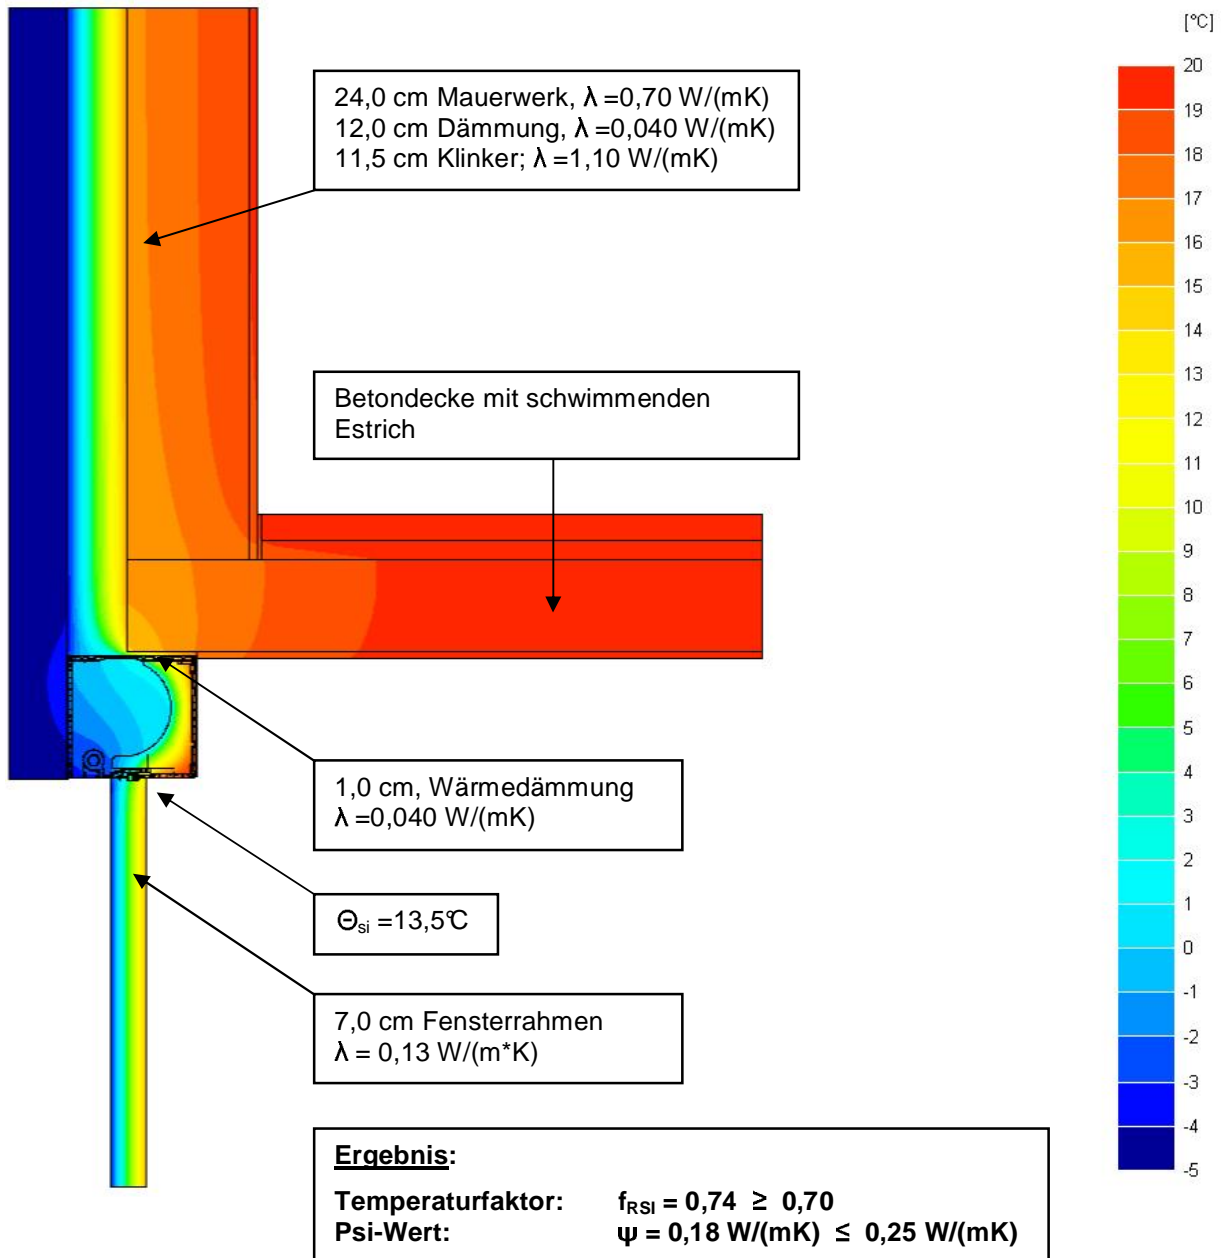 [°C]
24,0 cm Mauerwerk, λ =0,70 W/(mK)
12,0 cm Dämmung, λ =0,040 W/(mK)
11,5 cm Klinker; λ =1,10 W/(mK)
Betondecke mit schwimmenden
Estrich
1,0 cm, Wärmedämmung
λ =0,040 W/(mK)
Θsi =13,5°C
7,0 cm Fensterrahmen
λ = 0,13 W/(m*K)
Ergebnis:
Temperaturfaktor: fRSI = 0,74 ≥ 0,70
Psi-Wert: ψ = 0,18 W/(mK) ≤ 0,25 W/(mK)
20
19
18
17
16
15
14
13
12
11
10
9
8
7
6
5
4
3
2
1
0
-1
-2
-3
-4
-5